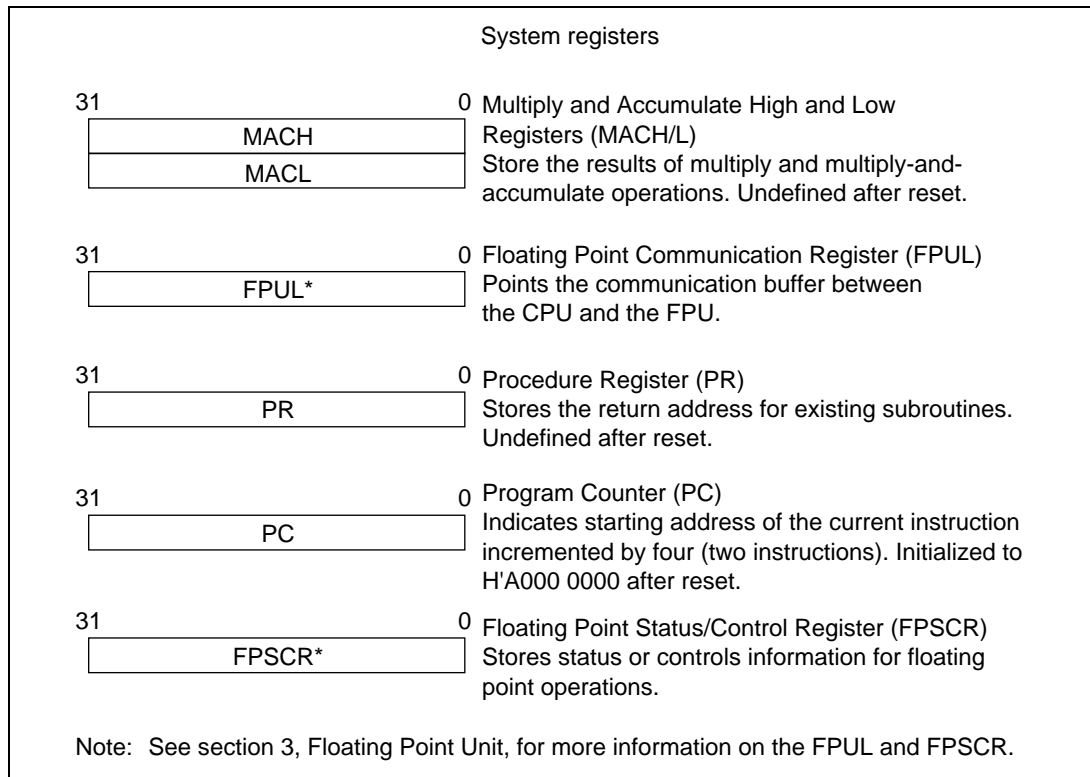 System registers
31 0 Multiply and Accumulate High and Low
MACH Registers (MACH/L)
MACL Store the results of multiply and multiply-and-
accumulate operations. Undefined after reset.
31 0 Floating Point Communication Register (FPUL)
FPUL* Points the communication buffer between
the CPU and the FPU.
31 0 Procedure Register (PR)
PR Stores the return address for existing subroutines.
Undefined after reset.
31 0 Program Counter (PC)
PC Indicates starting address of the current instruction
incremented by four (two instructions). Initialized to
H'A000 0000 after reset.
31 0 Floating Point Status/Control Register (FPSCR)
FPSCR* Stores status or controls information for floating
point operations.
Note: See section 3, Floating Point Unit, for more information on the FPUL and FPSCR.